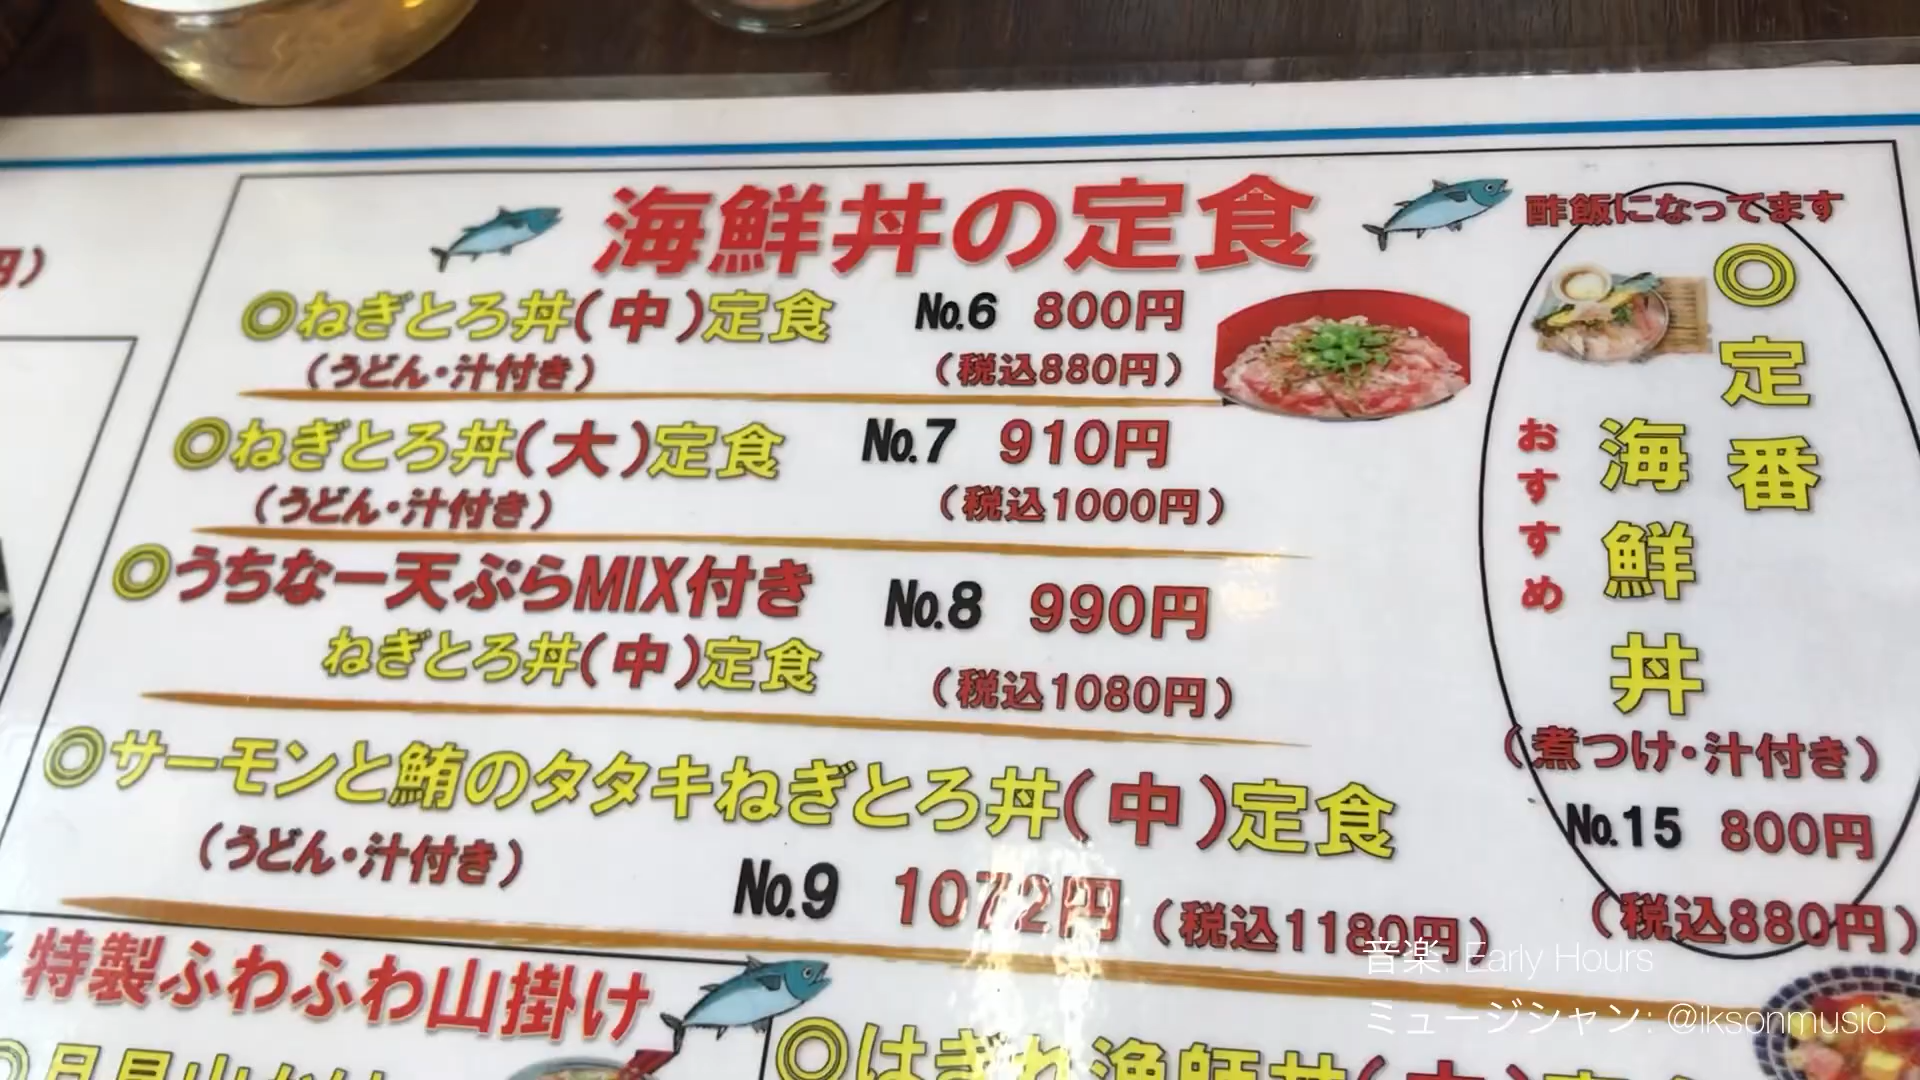 円)
海鮮丼の定食
◎ねぎとろ丼(中)定食 No.6 800円
(うどん・汁付き) (税込880円)
◎ねぎとろ丼(大)定食 No.7 910円
(うどん・汁付き) (税込1000円)
◎うちなー天ぷらMIX付き No.8 990円
ねぎとろ丼(中)定食 (税込1080円)
◎サーモンと鮪のタタキねぎとろ丼(中)定食
(うどん・汁付き) No.9 1072円 (税込1180円)
酢飯になってます
◎定番
海鮮丼
おすすめ
(煮つけ・汁付き)
No.15 800円
(税込880円)
特製ふわふわ山掛け
◎はぎれ漁師丼
音楽: Early Hours
ミュージシャン: @iksonmusic